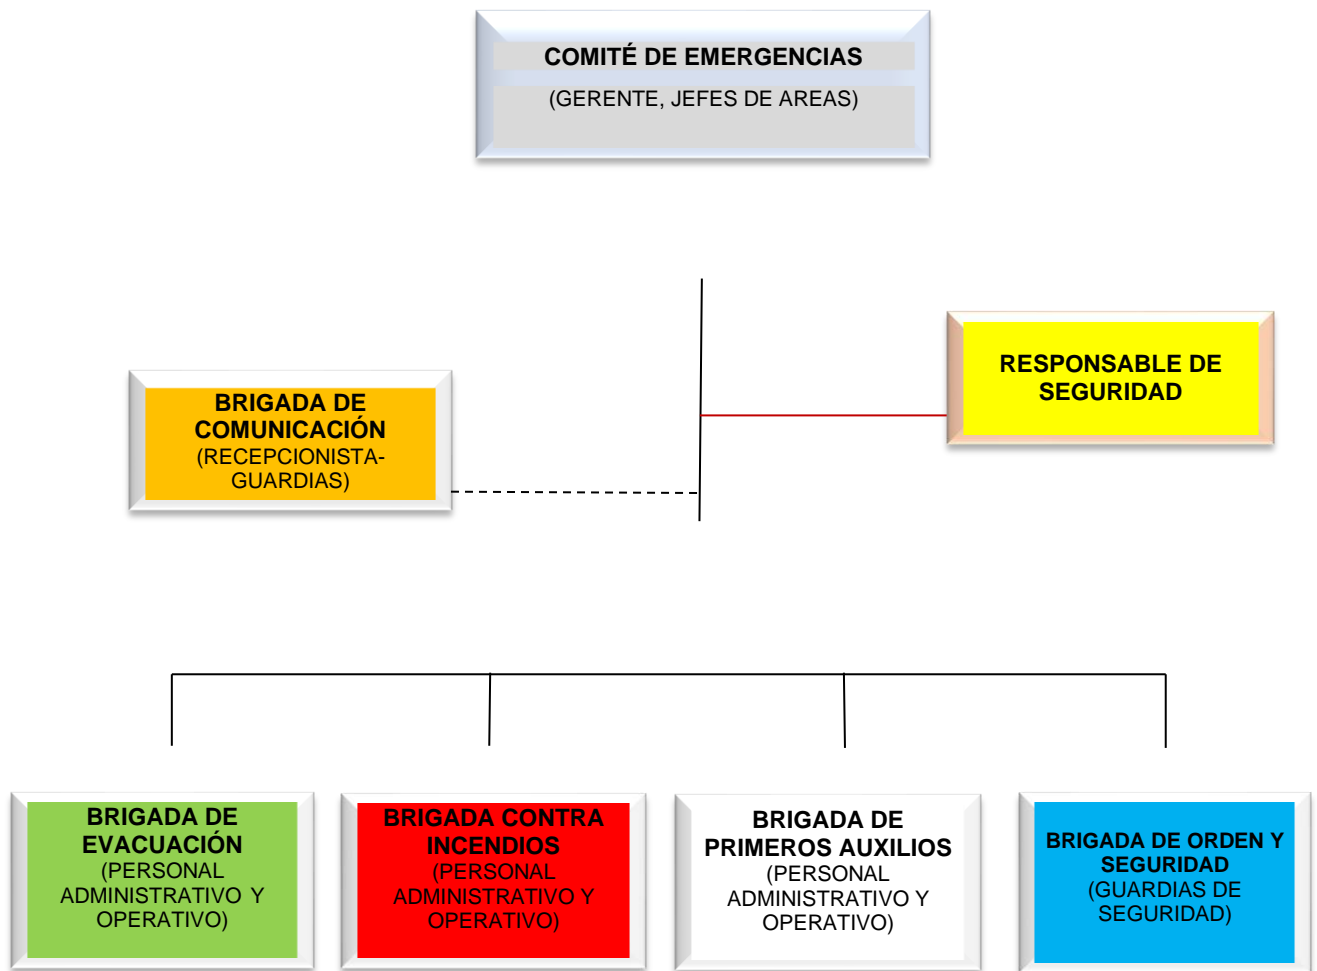 COMITÉ DE EMERGENCIAS
(GERENTE, JEFES DE AREAS)
RESPONSABLE DE
SEGURIDAD
BRIGADA DE
COMUNICACIÓN
(RECEPCIONISTA-
GUARDIAS)
BRIGADA DE
EVACUACIÓN
(PERSONAL
ADMINISTRATIVO Y
OPERATIVO)
BRIGADA CONTRA
INCENDIOS
(PERSONAL
ADMINISTRATIVO Y
OPERATIVO)
BRIGADA DE
PRIMEROS AUXILIOS
(PERSONAL
ADMINISTRATIVO Y
OPERATIVO)
BRIGADA DE ORDEN Y
SEGURIDAD
(GUARDIAS DE
SEGURIDAD)